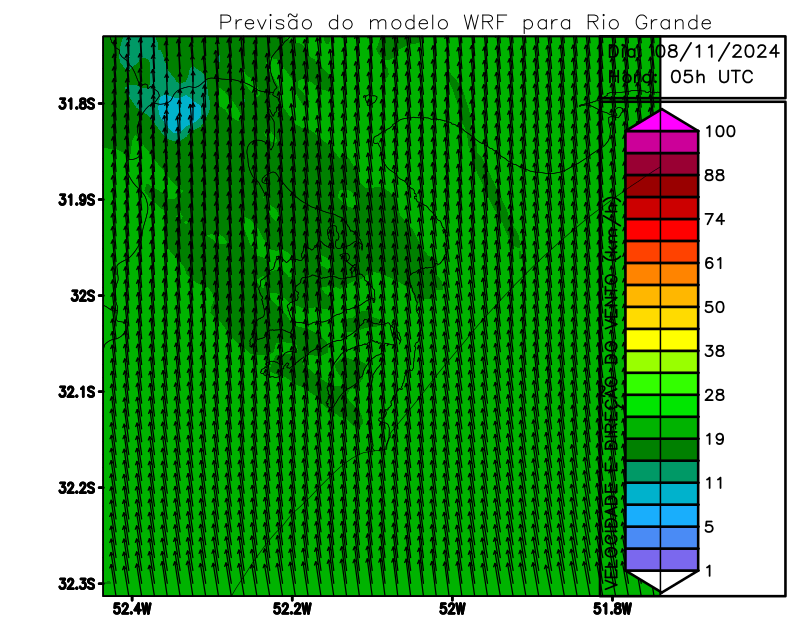 Previsão do modelo WRF para Rio Grande
Dia: 08/11/2024
Hora: 05h UTC
31.8S
31.9S
32S
32.1S
32.2S
32.3S
52.4W
52.2W
52W
51.8W
VELOCIDADE E DIREÇÃO DO VENTO (km/h)
100
88
74
61
50
38
28
19
11
5
1